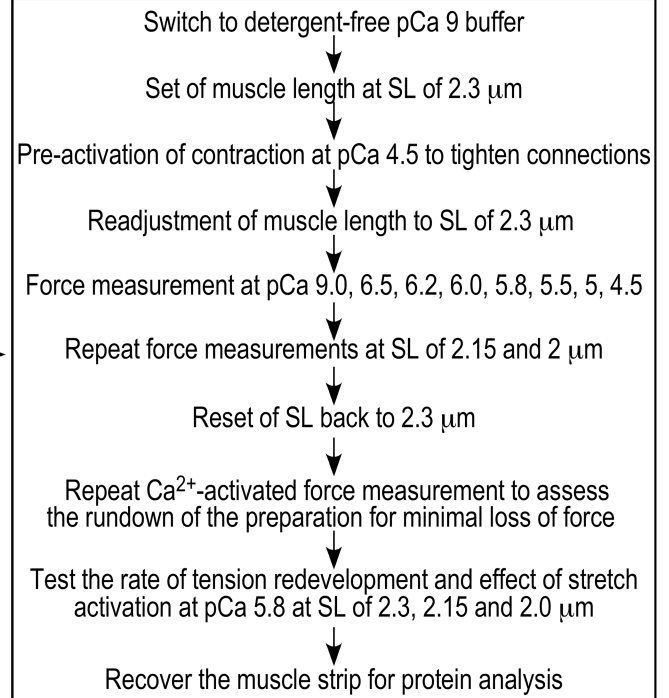 Switch to detergent-free pCa 9 buffer
Set of muscle length at SL of 2.3 μm
Pre-activation of contraction at pCa 4.5 to tighten connections
Readjustment of muscle length to SL of 2.3 μm
Force measurement at pCa 9.0, 6.5, 6.2, 6.0, 5.8, 5.5, 5, 4.5
Repeat force measurements at SL of 2.15 and 2 μm
Reset of SL back to 2.3 μm
Repeat Ca²⁺-activated force measurement to assess
the rundown of the preparation for minimal loss of force
Test the rate of tension redevelopment and effect of stretch
activation at pCa 5.8 at SL of 2.3, 2.15 and 2.0 μm
Recover the muscle strip for protein analysis